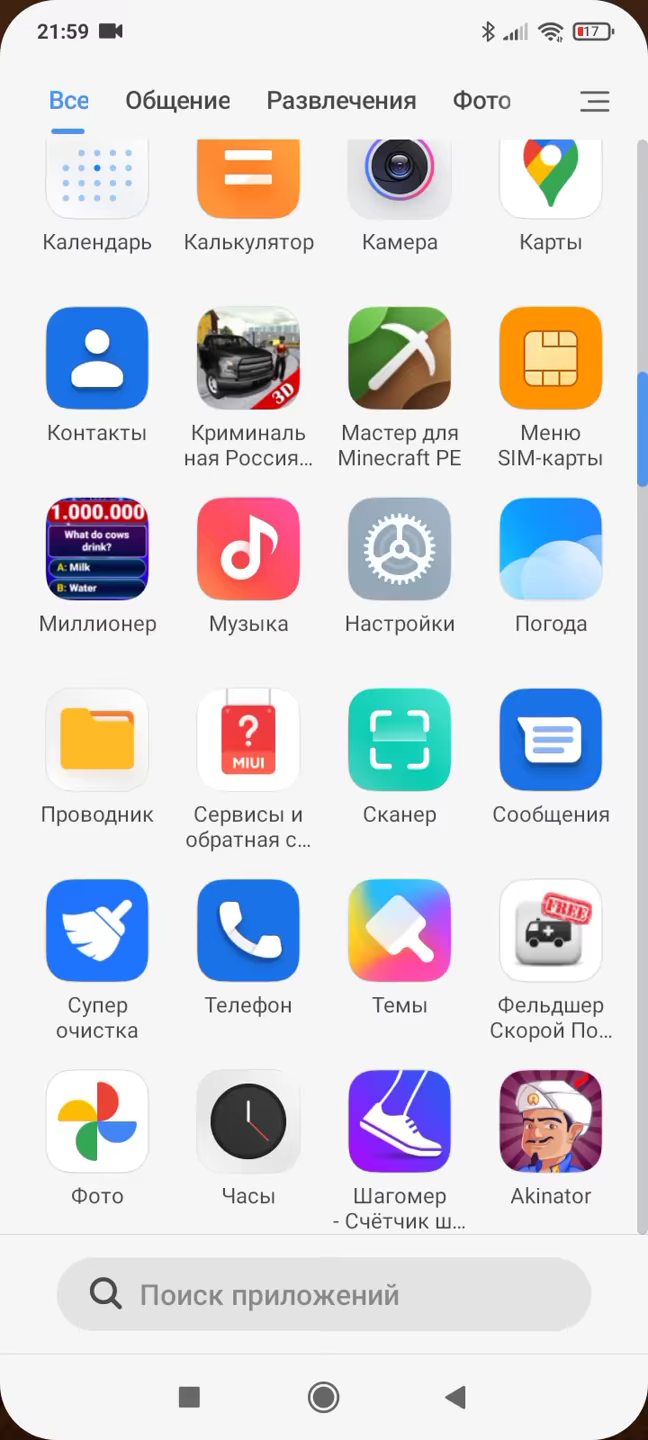 21:59
17
Все Общение Развлечения Фото
Календарь Калькулятор Камера Карты
3D
Контакты Криминаль Мастер для Меню
ная Россия... Minecraft PE SIM-карты
1.000.000
What do cows
drink?
A: Milk
B: Water
Миллионер Музыка Настройки Погода
?
MIUI
Проводник Сервисы и Сканер Сообщения
обратная с...
FREE
Супер Телефон Темы Фельдшер
очистка Скорой По...
Фото Часы Шагомер Akinator
- Счётчик ш...
Поиск приложений